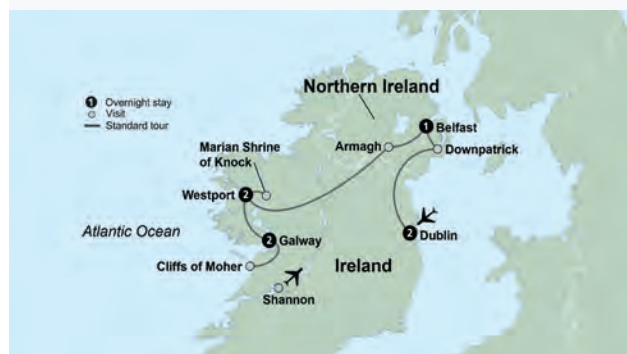 Northern Ireland
1 Overnight stay
Visit
Standard tour
1
Belfast
Marian Shrine
of Knock
Armagh
Downpatrick
Westport 2
Atlantic Ocean
2 Galway
2 Dublin
Cliffs of Moher
Ireland
Shannon